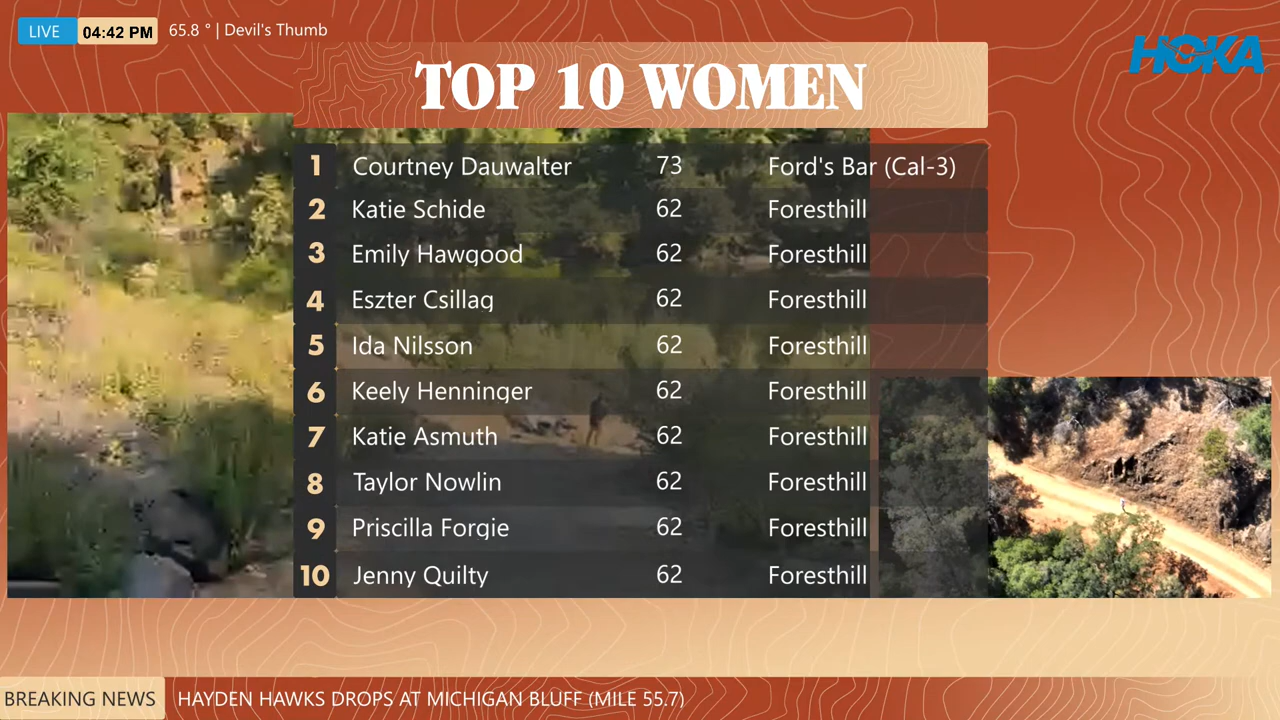 LIVE 04:42 PM 65.8 ° | Devil's Thumb
HOKA
TOP 10 WOMEN
1 Courtney Dauwalter 73 Ford's Bar (Cal-3)
2 Katie Schide 62 Foresthill
3 Emily Hawgood 62 Foresthill
4 Eszter Csillag 62 Foresthill
5 Ida Nilsson 62 Foresthill
6 Keely Henninger 62 Foresthill
7 Katie Asmuth 62 Foresthill
8 Taylor Nowlin 62 Foresthill
9 Priscilla Forgie 62 Foresthill
10 Jenny Quilty 62 Foresthill
BREAKING NEWS HAYDEN HAWKS DROPS AT MICHIGAN BLUFF (MILE 55.7)